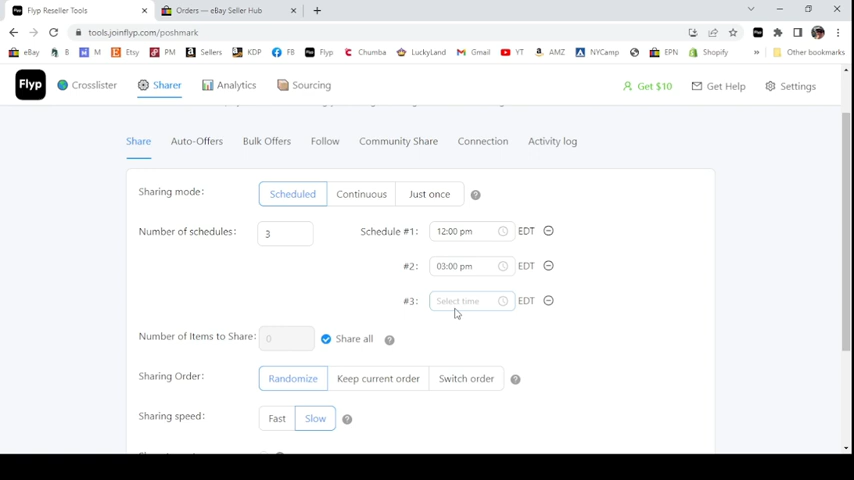 Flyp Reseller Tools
Orders — eBay Seller Hub
tools.joinflyp.com/poshmark
eBay B M Etsy PM Sellers KDP FB Flyp Chumba LuckyLand Gmail YT AMZ NYCamp EPN Shopify » Other bookmarks
Flyp Crosslister Sharer Analytics Sourcing Get $10 Get Help Settings
Share Auto-Offers Bulk Offers Follow Community Share Connection Activity log
Sharing mode: Scheduled Continuous Just once
Number of schedules: 3 Schedule #1: 12:00 pm EDT
#2: 03:00 pm EDT
#3: Select time EDT
Number of Items to Share: 0 Share all
Sharing Order: Randomize Keep current order Switch order
Sharing speed: Fast Slow